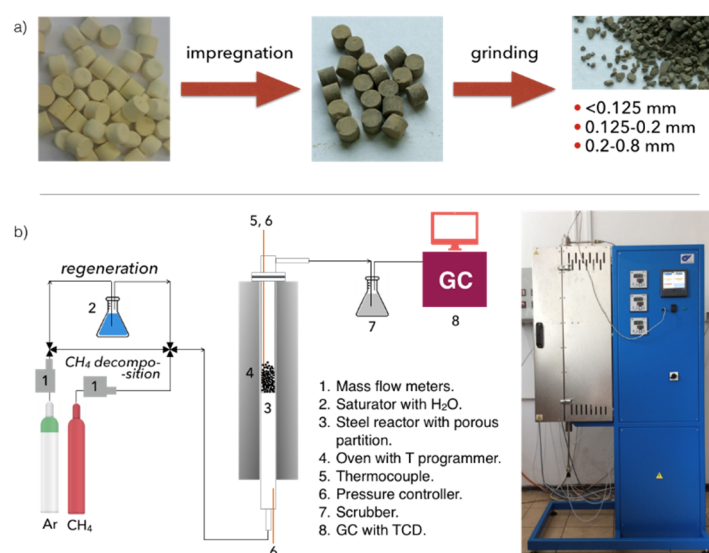 a)
impregnation
grinding
• <0.125 mm
• 0.125-0.2 mm
• 0.2-0.8 mm
b)
5, 6
regeneration
2
GC
7
8
CH₄ decompo-
-sition
4
1
1
3
1. Mass flow meters.
2. Saturator with H₂O.
3. Steel reactor with porous
partition.
4. Oven with T programmer.
5. Thermocouple.
6. Pressure controller.
7. Scrubber.
8. GC with TCD.
Ar
CH₄
6